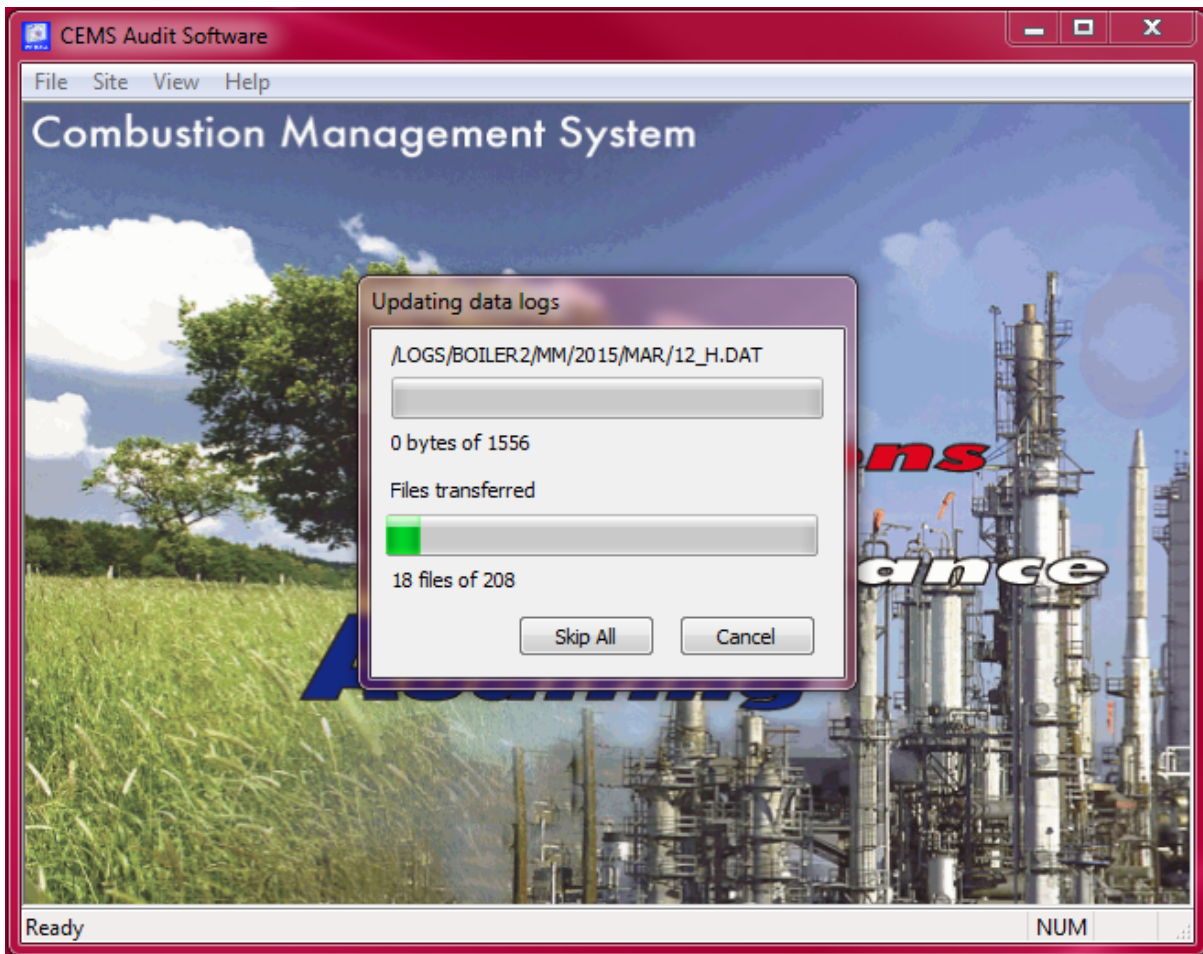 CEMS Audit Software
File Site View Help
Combustion Management System
Updating data logs
/LOGS/BOILER2/MM/2015/MAR/12_H.DAT
0 bytes of 1556
Files transferred
18 files of 208
Skip All Cancel
Ready NUM